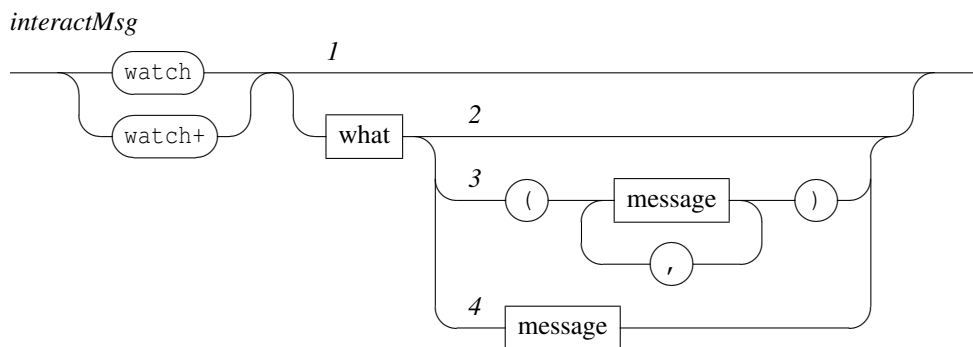 interactMsg
1
watch
2
watch+
what
3
( message )
,
4
message